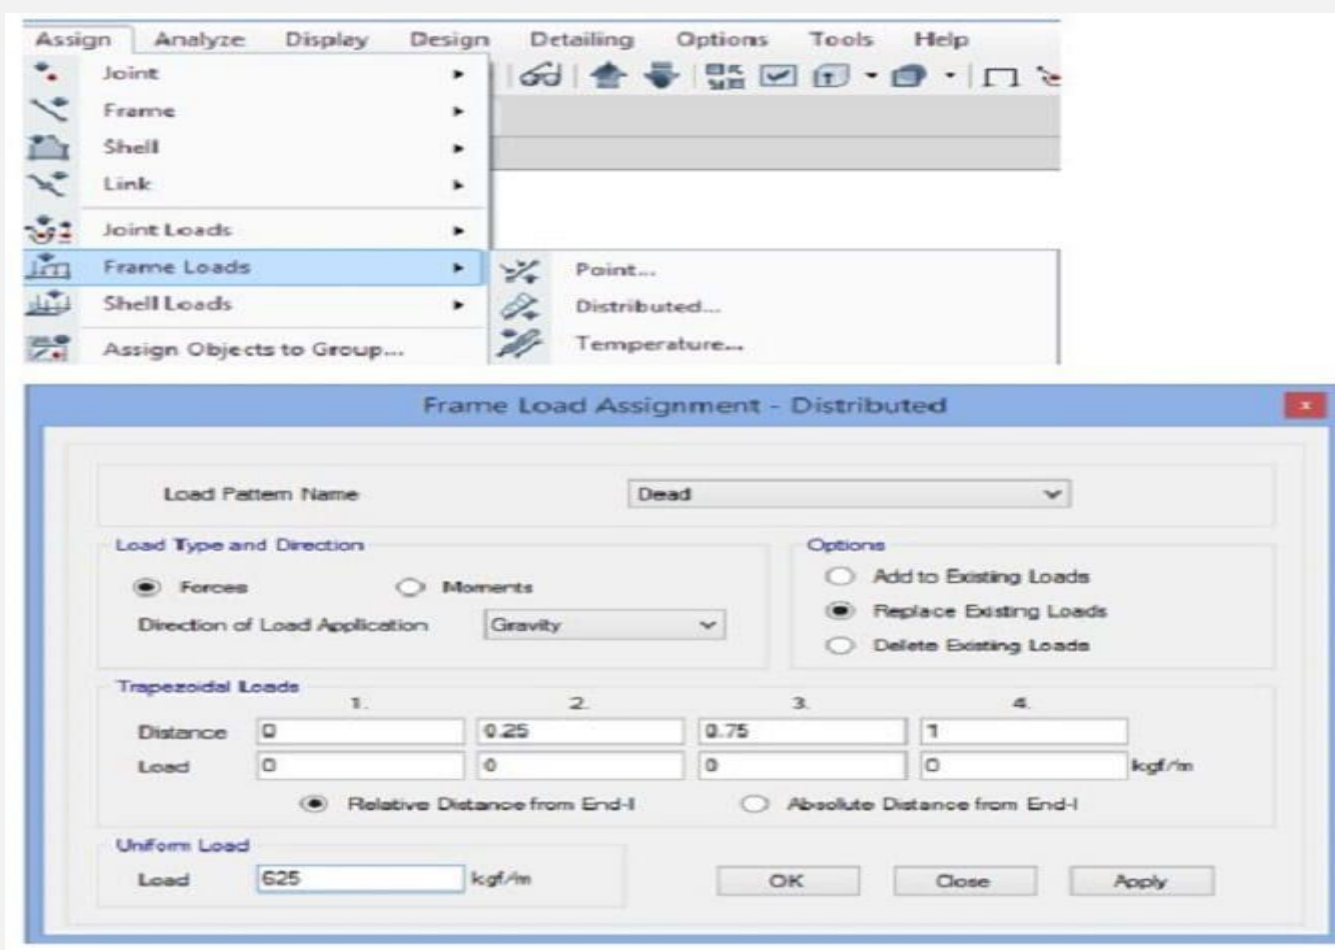 Assign Analyze Display Design Detailing Options Tools Help
Joint
Frame
Shell
Link
Joint Loads
Frame Loads
Shell Loads
Assign Objects to Group...
Point...
Distributed...
Temperature...
Frame Load Assignment - Distributed
x
Load Pattern Name Dead
Load Type and Direction
Forces Moments
Direction of Load Application Gravity
Options
Add to Existing Loads
Replace Existing Loads
Delete Existing Loads
Trapezoidal Loads
1. 2. 3. 4.
Distance 0 0.25 0.75 1
Load 0 0 0 0 kgf/m
Relative Distance from End-I Absolute Distance from End-I
Uniform Load
Load 625 kgf/m
OK Close Apply